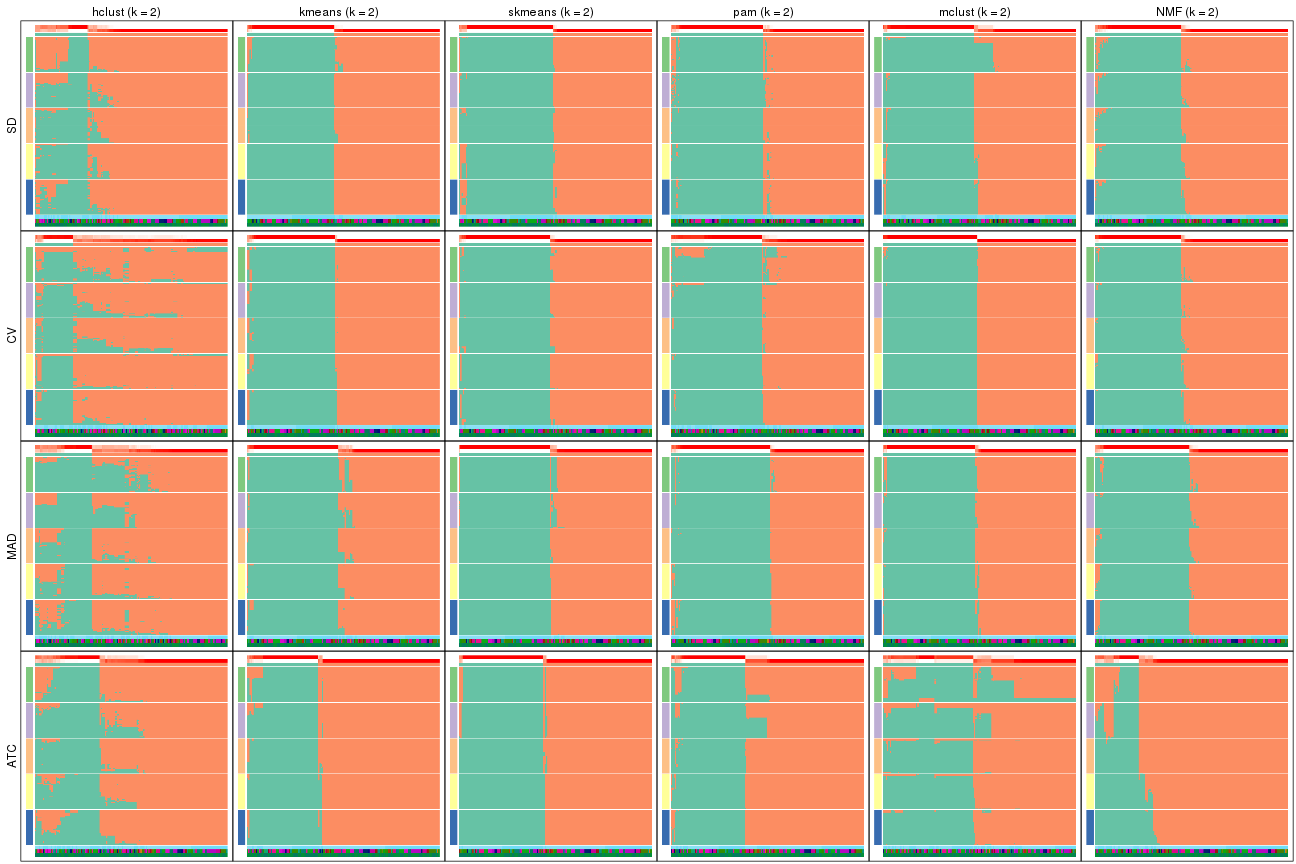 hclust (k = 2) kmeans (k = 2) skmeans (k = 2) pam (k = 2) mclust (k = 2) NMF (k = 2)
SD
CV
MAD
ATC